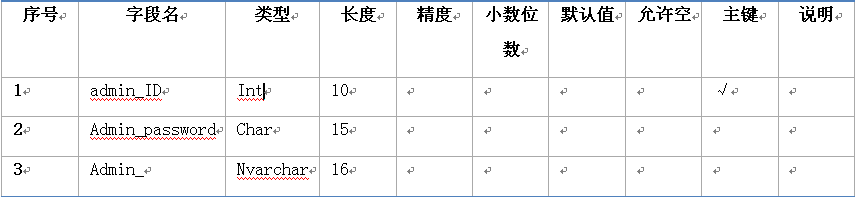 序号 字段名 类型 长度 精度 小数位数 默认值 允许空 主键 说明
1 admin_ID Int 10 √
2 Admin_password Char 15
3 Admin_ Nvarchar 16